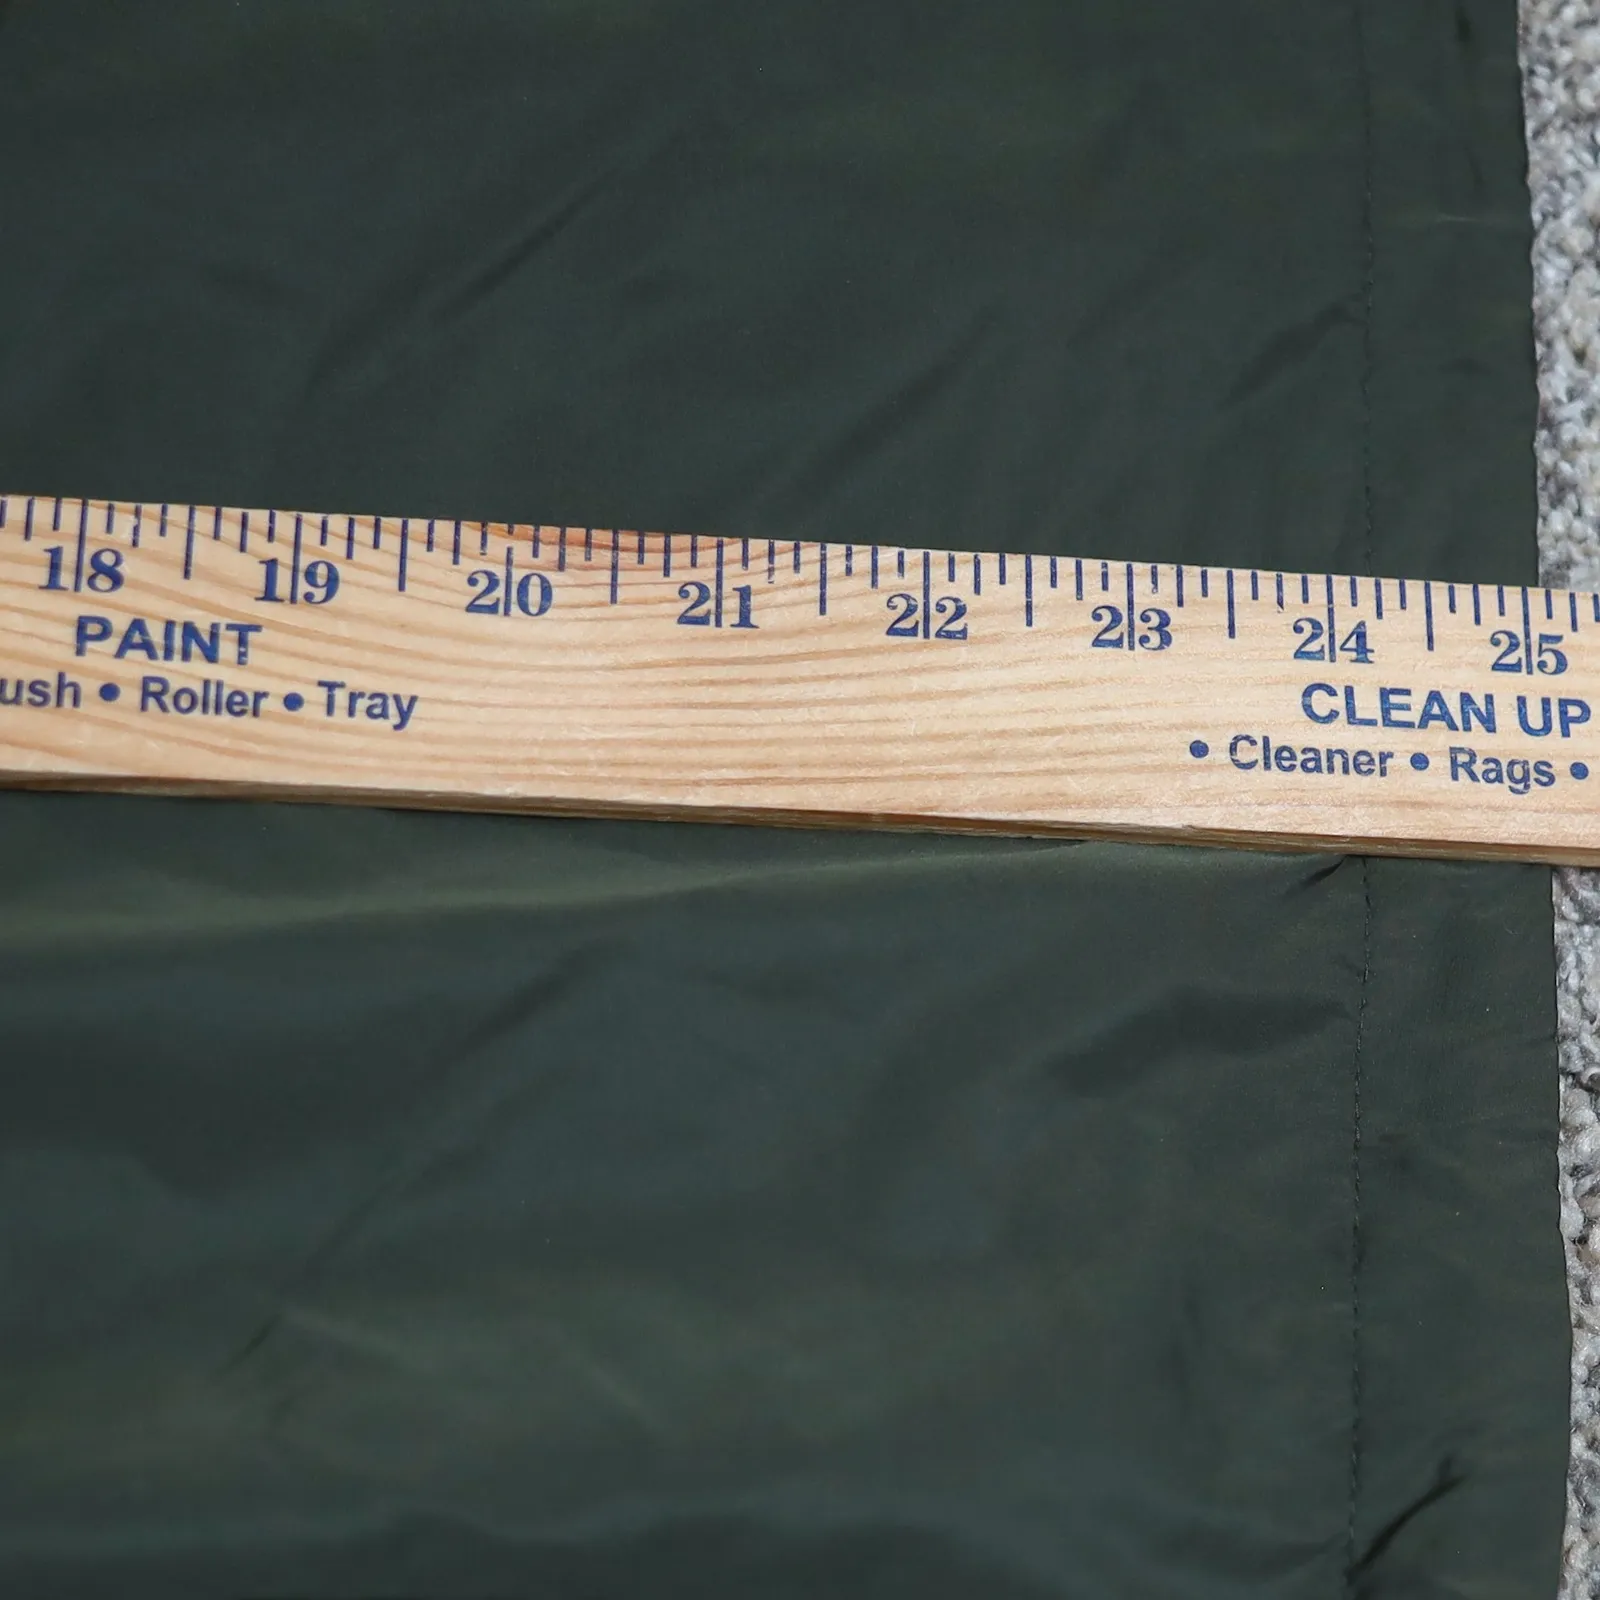 18 19 20 21 22 23 24 25
PAINT
ush • Roller • Tray
CLEAN UP
• Cleaner • Rags •